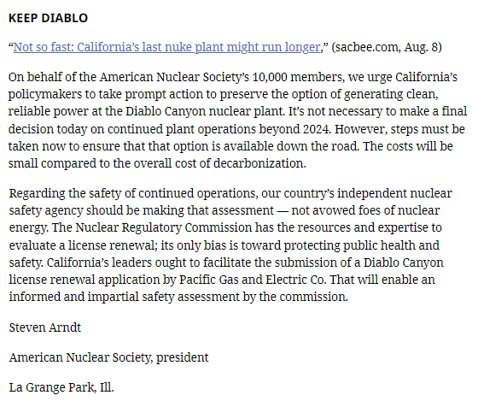 KEEP DIABLO
“Not so fast: California’s last nuke plant might run longer,” (sacbee.com, Aug. 8)
On behalf of the American Nuclear Society’s 10,000 members, we urge California’s
policymakers to take prompt action to preserve the option of generating clean,
reliable power at the Diablo Canyon nuclear plant. It’s not necessary to make a final
decision today on continued plant operations beyond 2024. However, steps must be
taken now to ensure that that option is available down the road. The costs will be
small compared to the overall cost of decarbonization.
Regarding the safety of continued operations, our country’s independent nuclear
safety agency should be making that assessment — not avowed foes of nuclear
energy. The Nuclear Regulatory Commission has the resources and expertise to
evaluate a license renewal; its only bias is toward protecting public health and
safety. California’s leaders ought to facilitate the submission of a Diablo Canyon
license renewal application by Pacific Gas and Electric Co. That will enable an
informed and impartial safety assessment by the commission.
Steven Arndt
American Nuclear Society, president
La Grange Park, Ill.